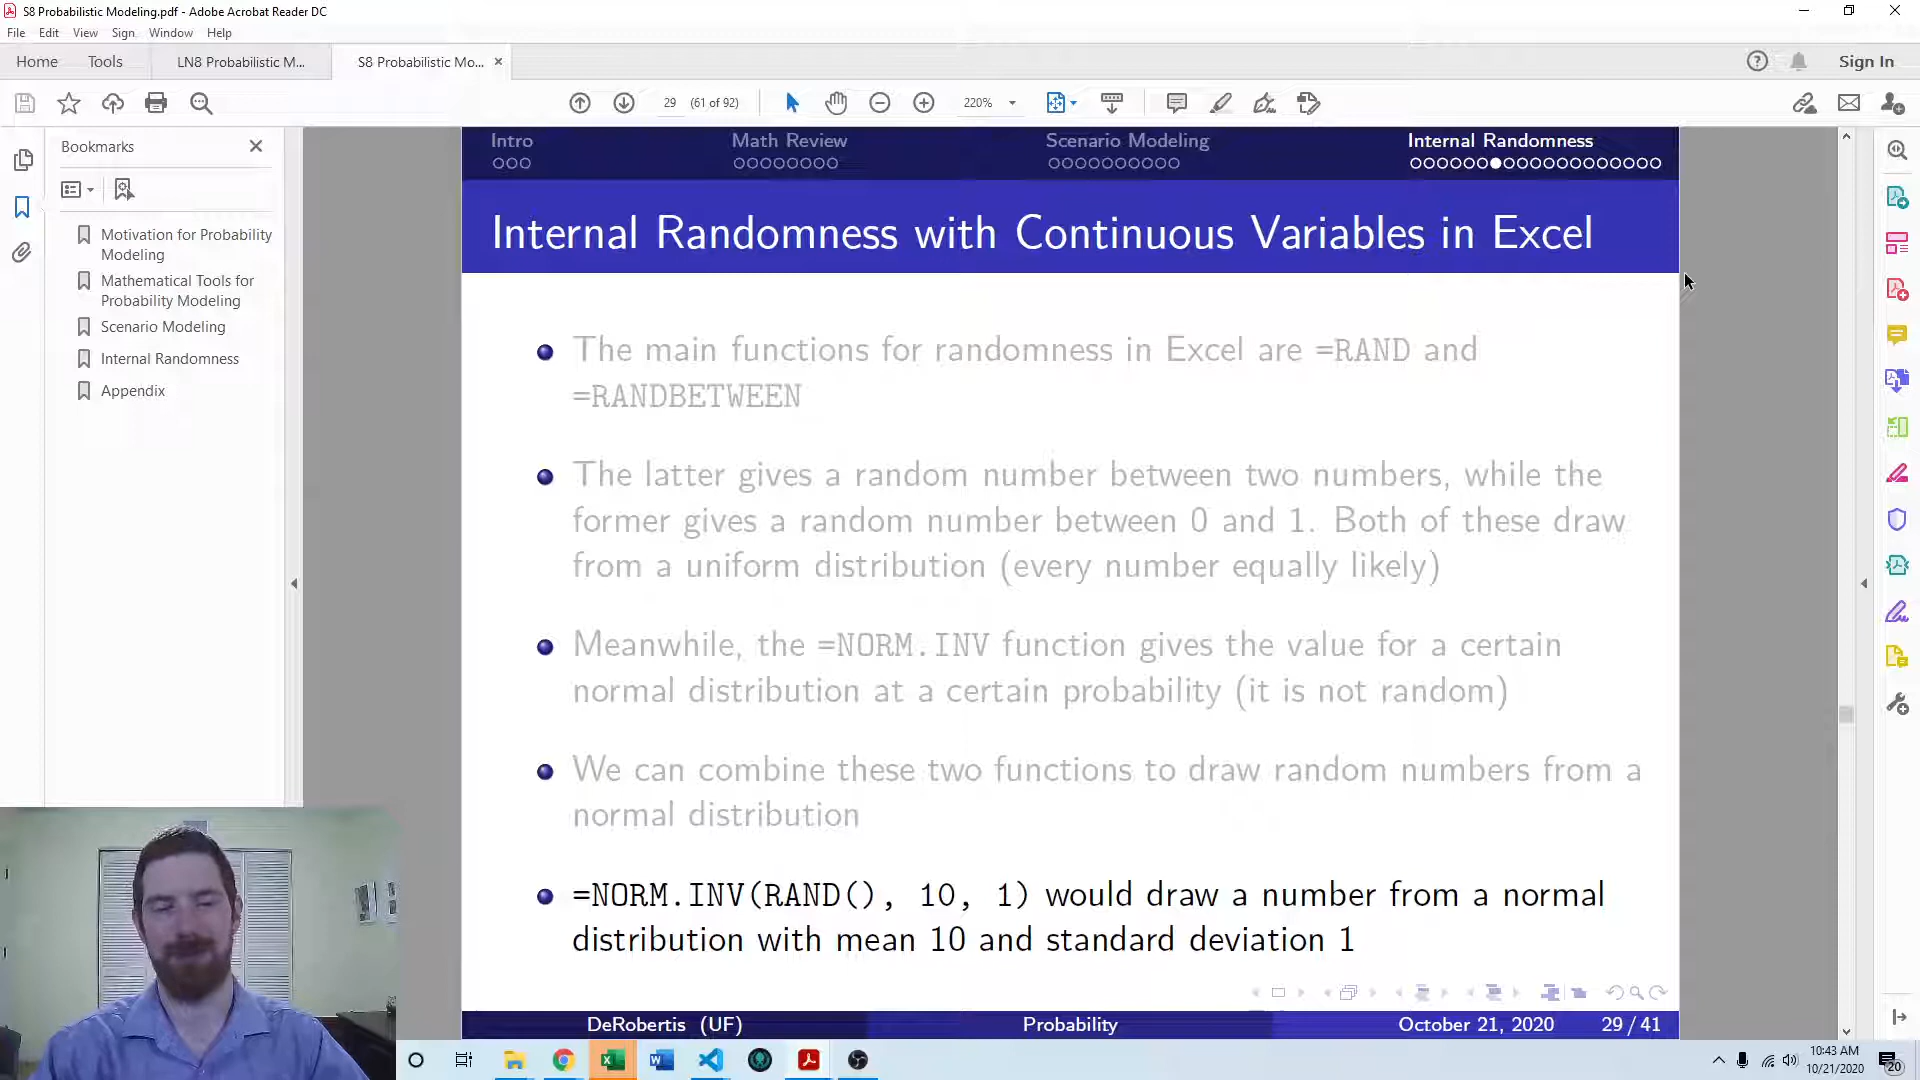 S8 Probabilistic Modeling.pdf - Adobe Acrobat Reader DC
File Edit View Sign Window Help
Home Tools LN8 Probabilistic M... S8 Probabilistic Mo... Sign In
29 (61 of 92) 220%
Bookmarks
Motivation for Probability
Modeling
Mathematical Tools for
Probability Modeling
Scenario Modeling
Internal Randomness
Appendix
Intro Math Review Scenario Modeling Internal Randomness
Internal Randomness with Continuous Variables in Excel
The main functions for randomness in Excel are =RAND and
=RANDBETWEEN
The latter gives a random number between two numbers, while the
former gives a random number between 0 and 1. Both of these draw
from a uniform distribution (every number equally likely)
Meanwhile, the =NORM.INV function gives the value for a certain
normal distribution at a certain probability (it is not random)
We can combine these two functions to draw random numbers from a
normal distribution
=NORM.INV(RAND(), 10, 1) would draw a number from a normal
distribution with mean 10 and standard deviation 1
DeRobertis (UF) Probability October 21, 2020 29 / 41
10:43 AM
10/21/2020
20